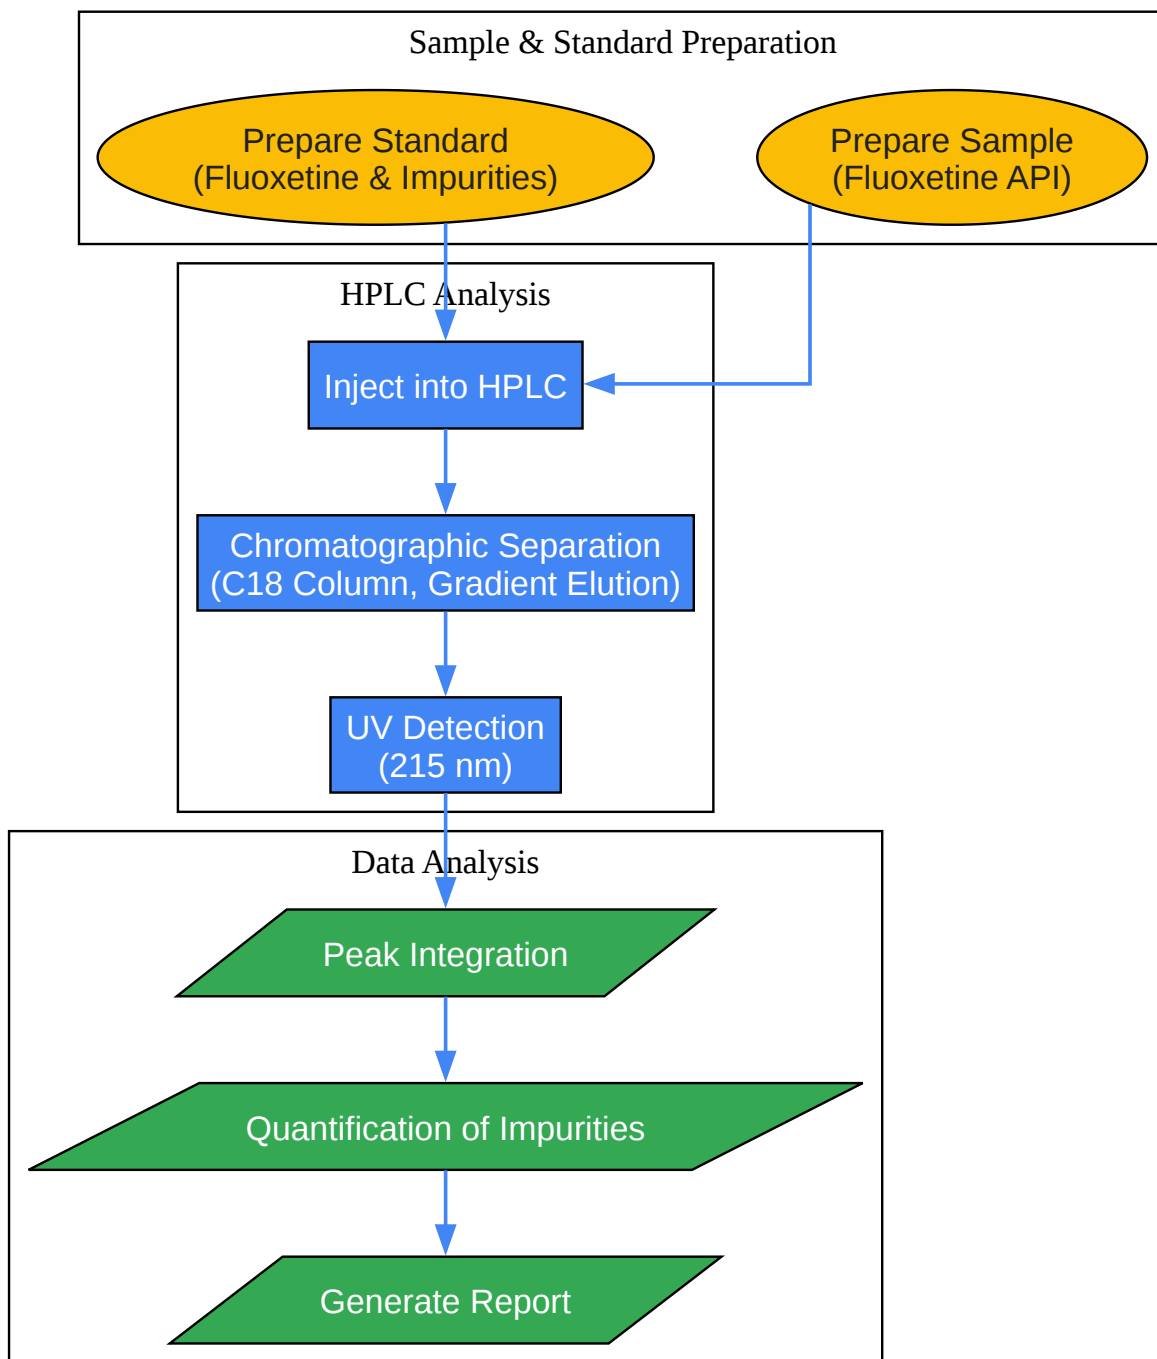 Sample & Standard Preparation
Prepare Standard
(Fluoxetine & Impurities)
Prepare Sample
(Fluoxetine API)
HPLC Analysis
Inject into HPLC
Chromatographic Separation
(C18 Column, Gradient Elution)
UV Detection
(215 nm)
Data Analysis
Peak Integration
Quantification of Impurities
Generate Report